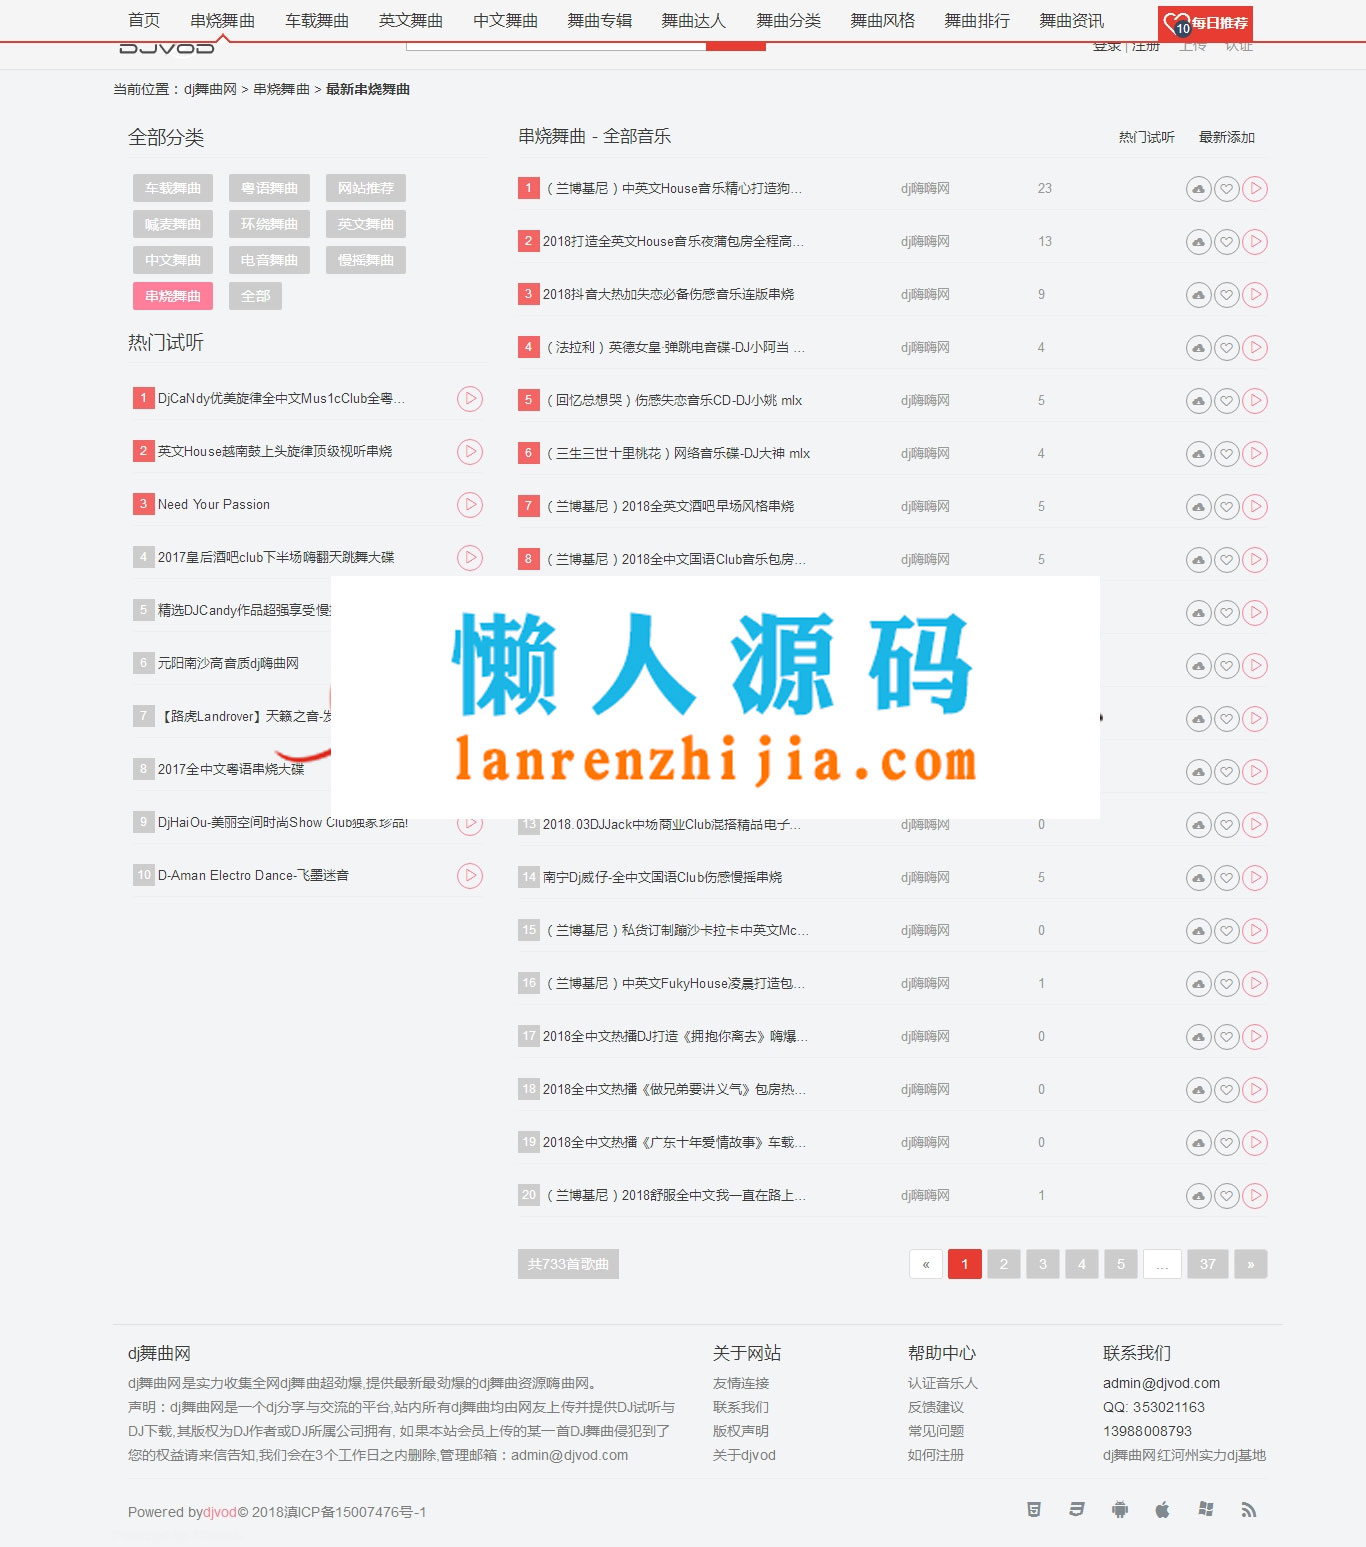 首页 串烧舞曲 车载舞曲 英文舞曲 中文舞曲 舞曲专辑 舞曲达人 舞曲分类 舞曲风格 舞曲排行 舞曲资讯 10 每日推荐
DJVOD 登录 | 注册 上传 认证
当前位置：dj舞曲网 > 串烧舞曲 > 最新串烧舞曲
全部分类
车载舞曲 粤语舞曲 网站推荐
喊麦舞曲 环绕舞曲 英文舞曲
中文舞曲 电音舞曲 慢摇舞曲
串烧舞曲 全部
热门试听
1 DjCaNdy优美旋律全中文Mus1cClub全粤...
2 英文House越南鼓上头旋律顶级视听串烧
3 Need Your Passion
4 2017皇后酒吧club下半场嗨翻天跳舞大碟
5 精选DJCandy作品超强享受慢
6 元阳南沙高音质dj嗨曲网
7 【路虎Landrover】天籁之音-发
8 2017全中文粤语串烧大碟
9 DjHaiOu-美丽空间时尚Show Club独家珍品!
10 D-Aman Electro Dance-飞墨迷音
串烧舞曲 - 全部音乐 热门试听 最新添加
1 （兰博基尼）中英文House音乐精心打造狗... dj嗨嗨网 23
2 2018打造全英文House音乐夜蒲包房全程高... dj嗨嗨网 13
3 2018抖音大热加失恋必备伤感音乐连版串烧 dj嗨嗨网 9
4 （法拉利）英德女皇·弹跳电音碟-DJ小阿当 ... dj嗨嗨网 4
5 （回忆总想哭）伤感失恋音乐CD-DJ小姚 mlx dj嗨嗨网 5
6 （三生三世十里桃花）网络音乐碟-DJ大神 mlx dj嗨嗨网 4
7 （兰博基尼）2018全英文酒吧早场风格串烧 dj嗨嗨网 5
8 （兰博基尼）2018全中文国语Club音乐包房... dj嗨嗨网 5
懒人源码
lanrenzhijia.com
13 2018.03DJJack中场商业Club混搭精品电子... dj嗨嗨网 0
14 南宁Dj威仔-全中文国语Club伤感慢摇串烧 dj嗨嗨网 5
15 （兰博基尼）私货订制蹦沙卡拉卡中英文Mc... dj嗨嗨网 0
16 （兰博基尼）中英文FukyHouse凌晨打造包... dj嗨嗨网 1
17 2018全中文热播DJ打造《拥抱你离去》嗨爆... dj嗨嗨网 0
18 2018全中文热播《做兄弟要讲义气》包房热... dj嗨嗨网 0
19 2018全中文热播《广东十年爱情故事》车载... dj嗨嗨网 0
20 （兰博基尼）2018舒服全中文我一直在路上... dj嗨嗨网 1
共733首歌曲 « 1 2 3 4 5 ... 37 »
dj舞曲网
dj舞曲网是实力收集全网dj舞曲超劲爆,提供最新最劲爆的dj舞曲资源嗨曲网。
声明：dj舞曲网是一个dj分享与交流的平台,站内所有dj舞曲均由网友上传并提供DJ试听与
DJ下载,其版权为DJ作者或DJ所属公司拥有, 如果本站会员上传的某一首DJ舞曲侵犯到了
您的权益请来信告知,我们会在3个工作日之内删除,管理邮箱：admin@djvod.com
关于网站
友情连接
联系我们
版权声明
关于djvod
帮助中心
认证音乐人
反馈建议
常见问题
如何注册
联系我们
admin@djvod.com
QQ: 353021163
13988008793
dj舞曲网红河州实力dj基地
Powered bydjvod© 2018滇ICP备15007476号-1